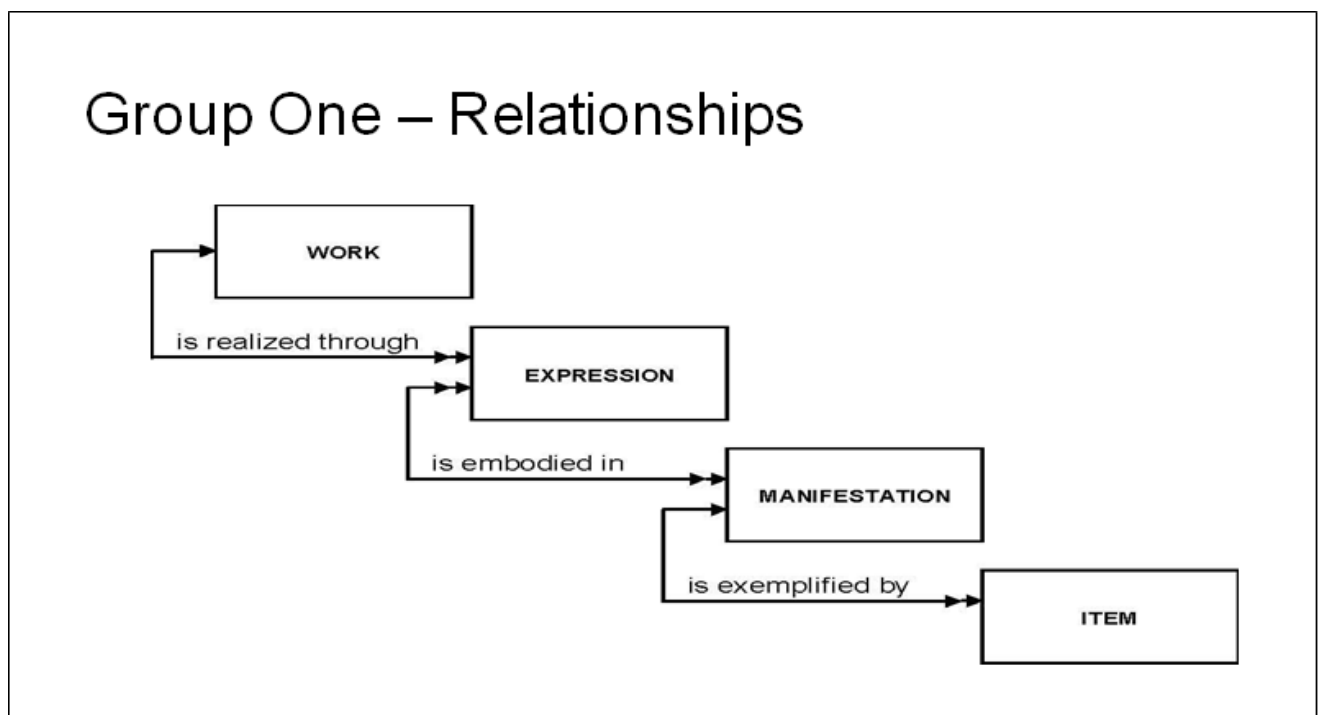 Group One – Relationships
WORK
is realized through
EXPRESSION
is embodied in
MANIFESTATION
is exemplified by
ITEM